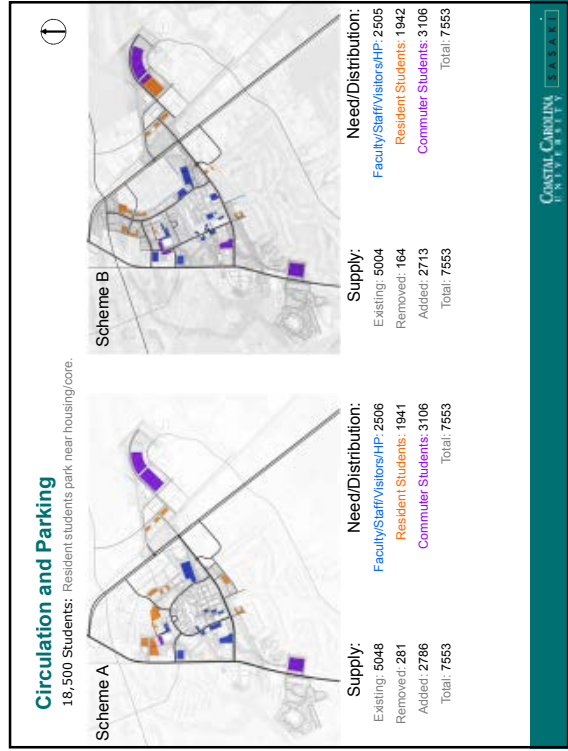 Circulation and Parking
18,500 Students: Resident students park near housing/core.
Scheme A
Supply:
Existing: 5048
Removed: 281
Added: 2786
Total: 7553
Need/Distribution:
Faculty/Staff/Visitors/HP: 2506
Resident Students: 1941
Commuter Students: 3106
Total: 7553
Scheme B
Supply:
Existing: 5004
Removed: 164
Added: 2713
Total: 7553
Need/Distribution:
Faculty/Staff/Visitors/HP: 2505
Resident Students: 1942
Commuter Students: 3106
Total: 7553
COASTAL CAROLINA
UNIVERSITY
SASAKI